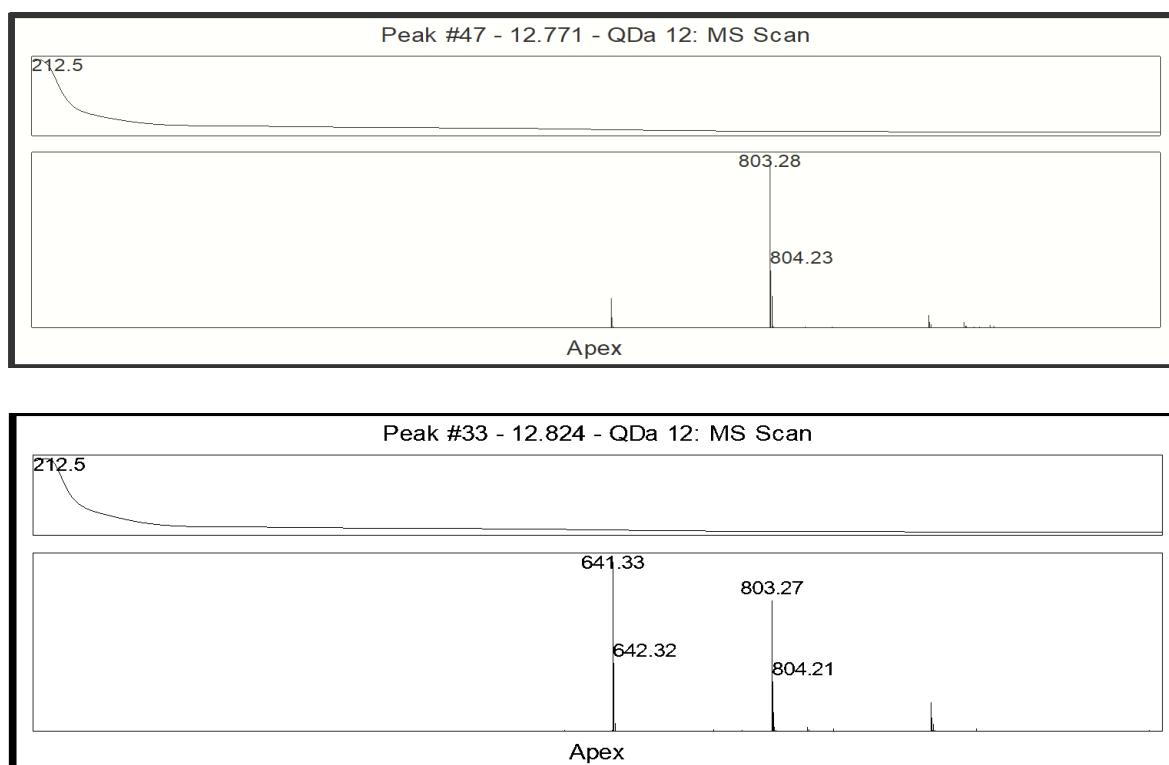 Peak #47 - 12.771 - QDa 12: MS Scan
212.5
803.28
804.23
Apex
Peak #33 - 12.824 - QDa 12: MS Scan
212.5
641.33
803.27
642.32
804.21
Apex